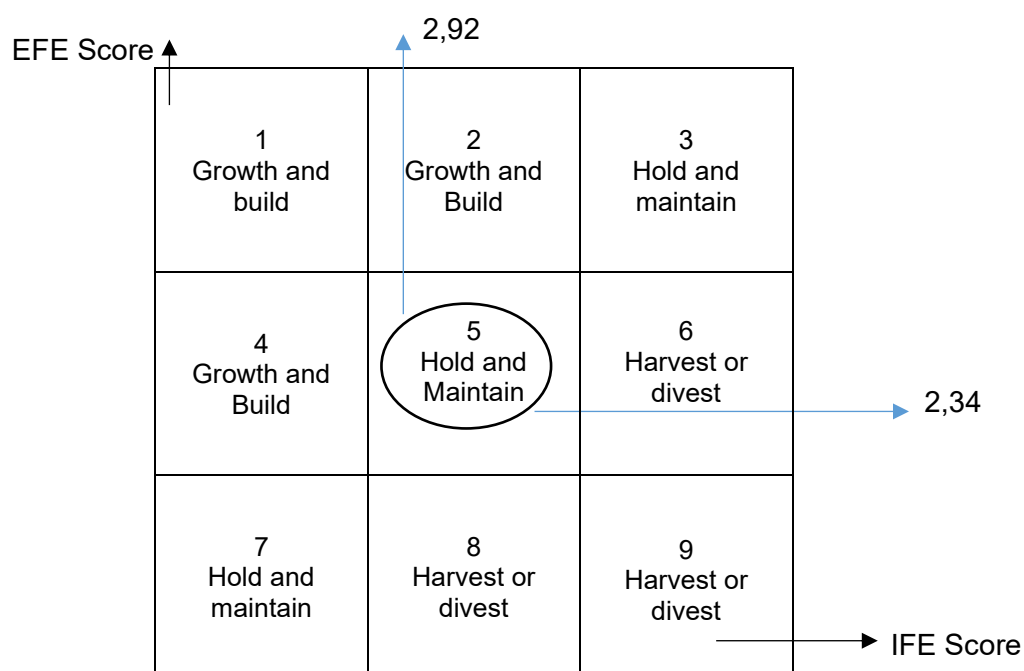 2,92
EFE Score
1
Growth and
build
2
Growth and
Build
3
Hold and
maintain
4
Growth and
Build
5
Hold and
Maintain
6
Harvest or
divest
2,34
7
Hold and
maintain
8
Harvest or
divest
9
Harvest or
divest
IFE Score